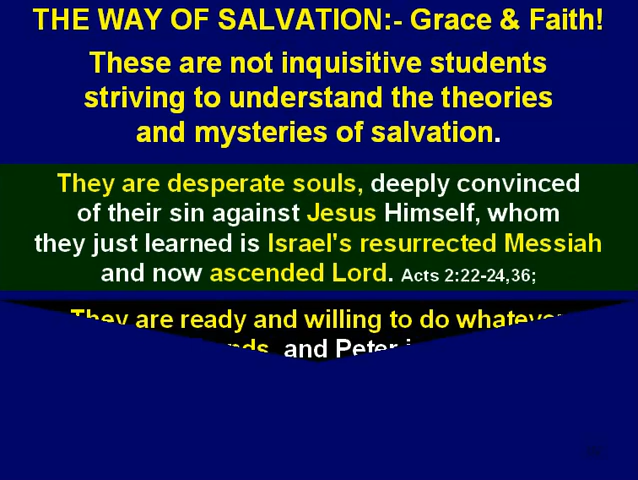 THE WAY OF SALVATION:- Grace & Faith!
These are not inquisitive students
striving to understand the theories
and mysteries of salvation.
They are desperate souls, deeply convinced
of their sin against Jesus Himself, whom
they just learned is Israel's resurrected Messiah
and now ascended Lord. Acts 2:22-24,36;
They are ready and willing to do whatever
and Peter